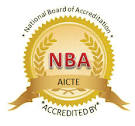 National Board of Accreditation
NBA
AICTE
ACCREDITED BY